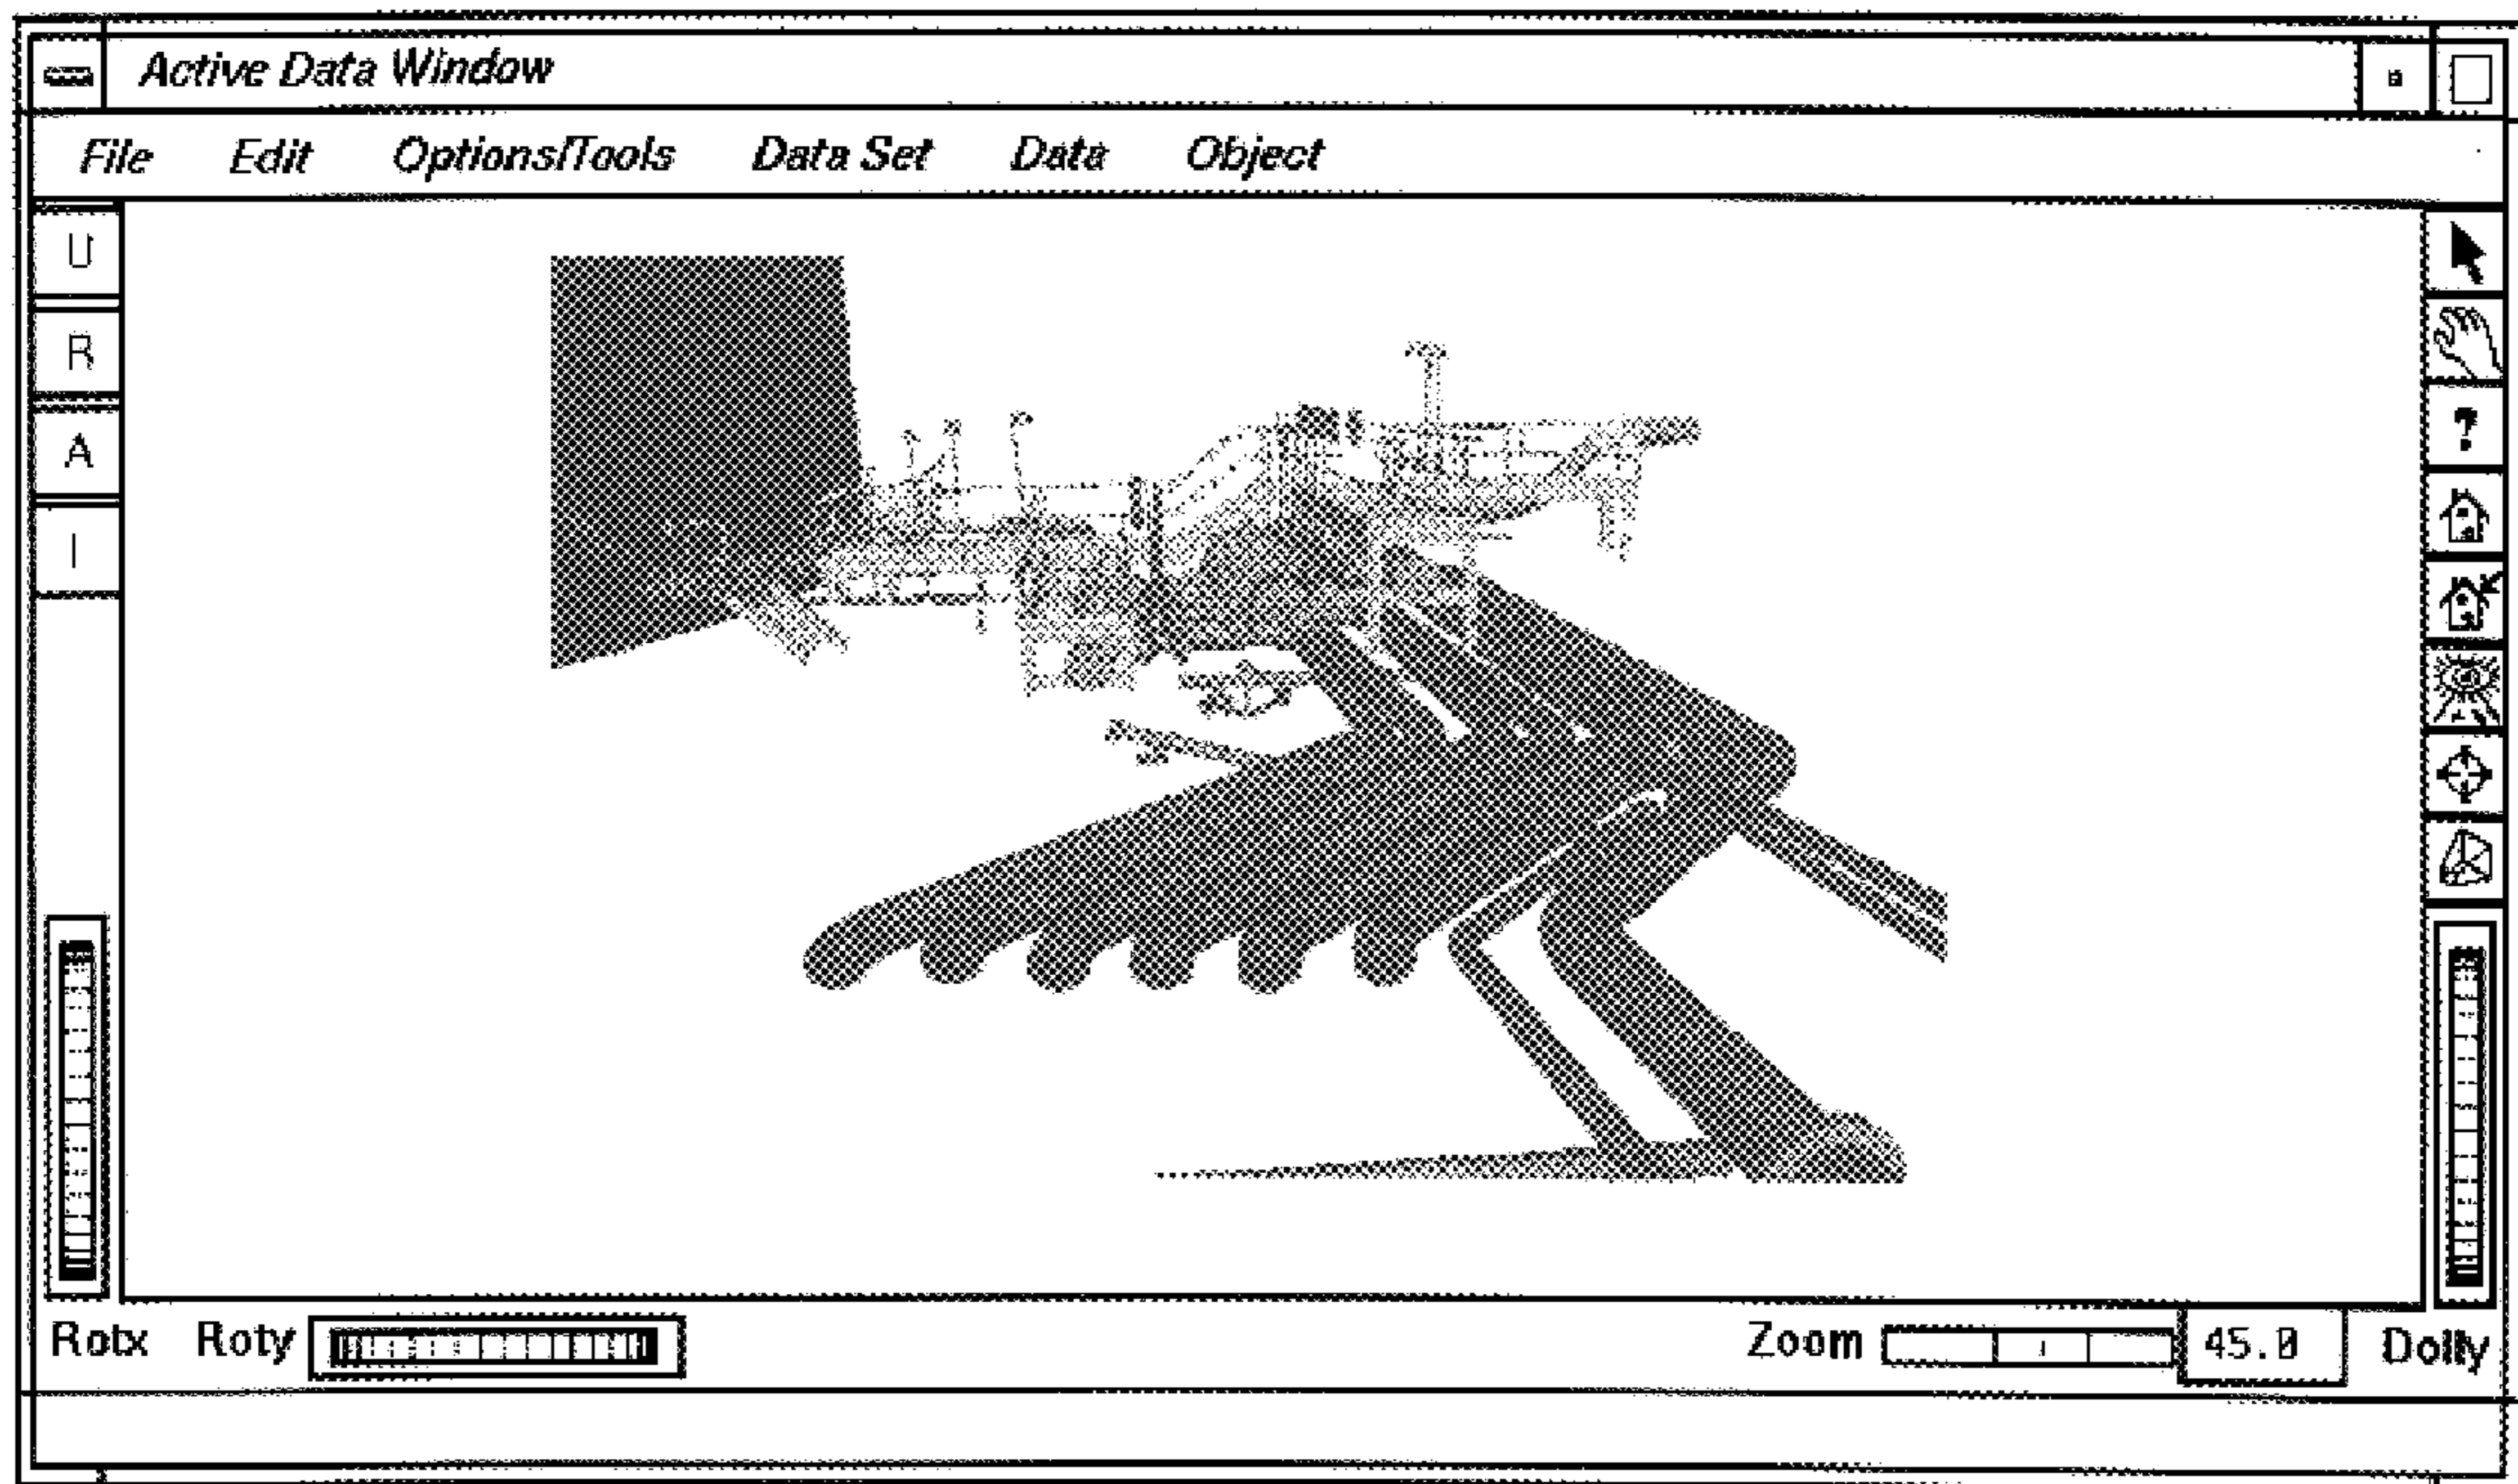 Active Data Window
File Edit Options/Tools Data Set Data Object
U
R
A
I
?
Rotx Roty Zoom 45.0 Dolly